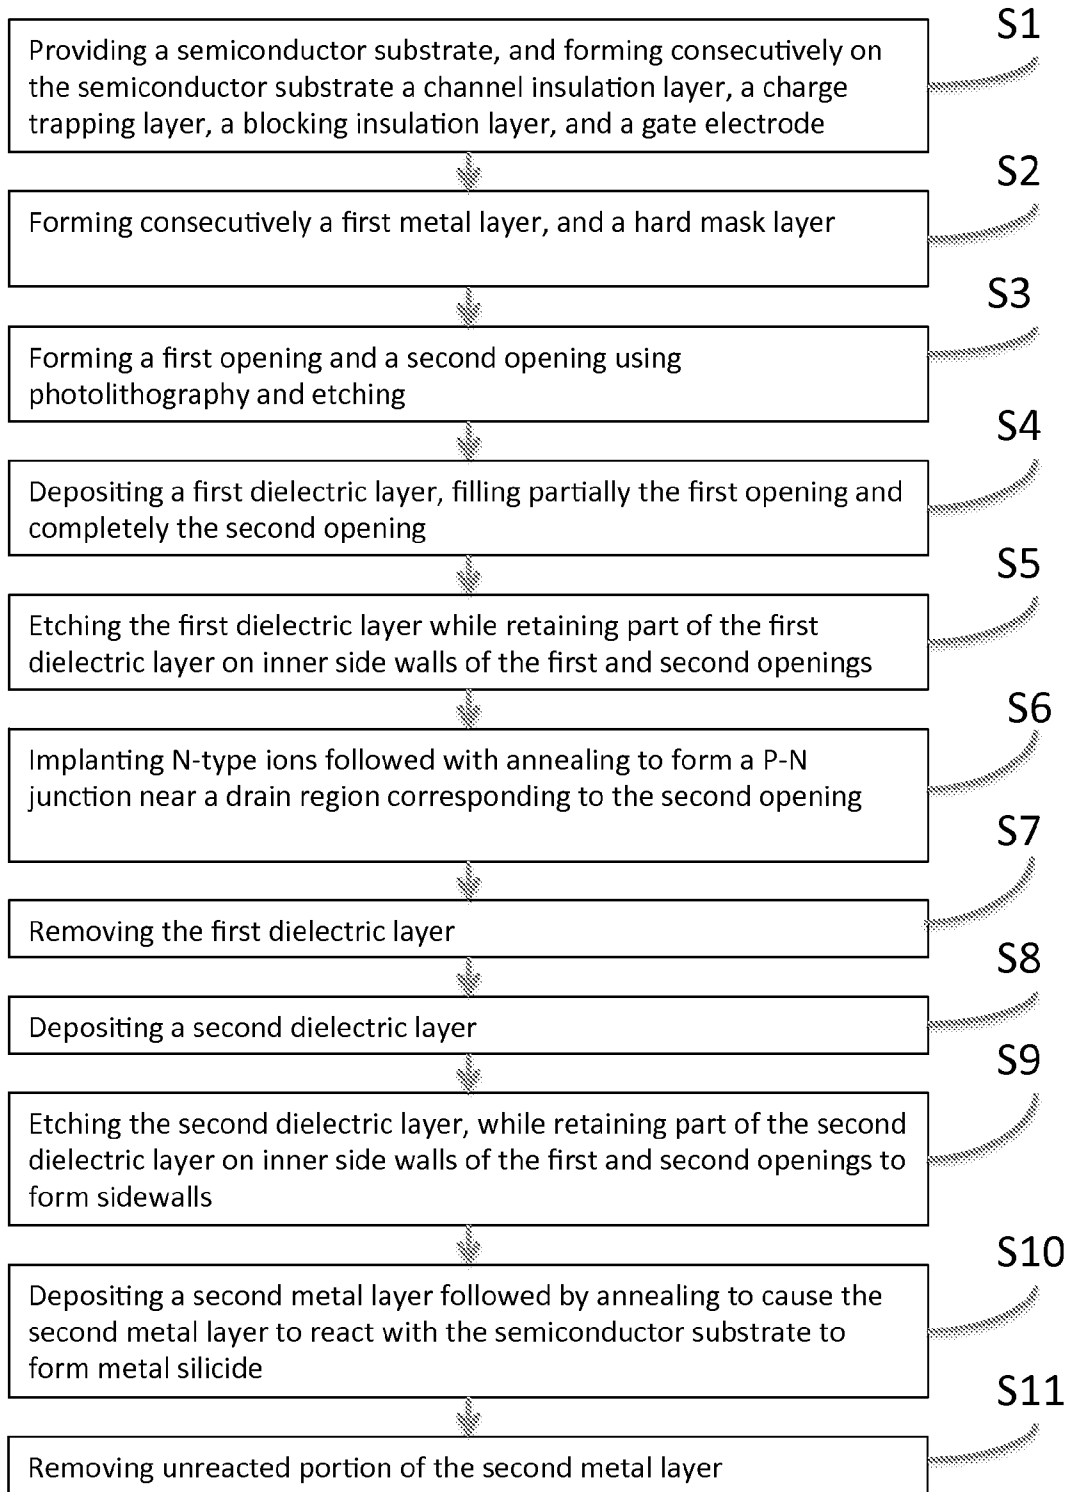 S1
Providing a semiconductor substrate, and forming consecutively on
the semiconductor substrate a channel insulation layer, a charge
trapping layer, a blocking insulation layer, and a gate electrode
S2
Forming consecutively a first metal layer, and a hard mask layer
S3
Forming a first opening and a second opening using
photolithography and etching
S4
Depositing a first dielectric layer, filling partially the first opening and
completely the second opening
S5
Etching the first dielectric layer while retaining part of the first
dielectric layer on inner side walls of the first and second openings
S6
Implanting N-type ions followed with annealing to form a P-N
junction near a drain region corresponding to the second opening
S7
Removing the first dielectric layer
S8
Depositing a second dielectric layer
S9
Etching the second dielectric layer, while retaining part of the second
dielectric layer on inner side walls of the first and second openings to
form sidewalls
S10
Depositing a second metal layer followed by annealing to cause the
second metal layer to react with the semiconductor substrate to
form metal silicide
S11
Removing unreacted portion of the second metal layer